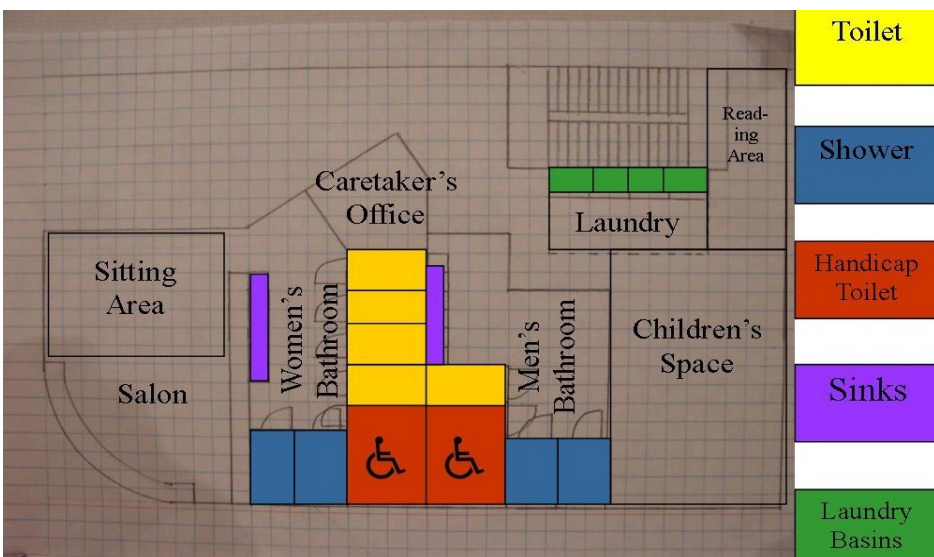 Toilet
Read-
ing
Area
Shower
Caretaker's
Office
Laundry
Sitting
Area
Handicap
Toilet
Women's
Bathroom
Men's
Bathroom
Children's
Space
Salon
Sinks
Laundry
Basins